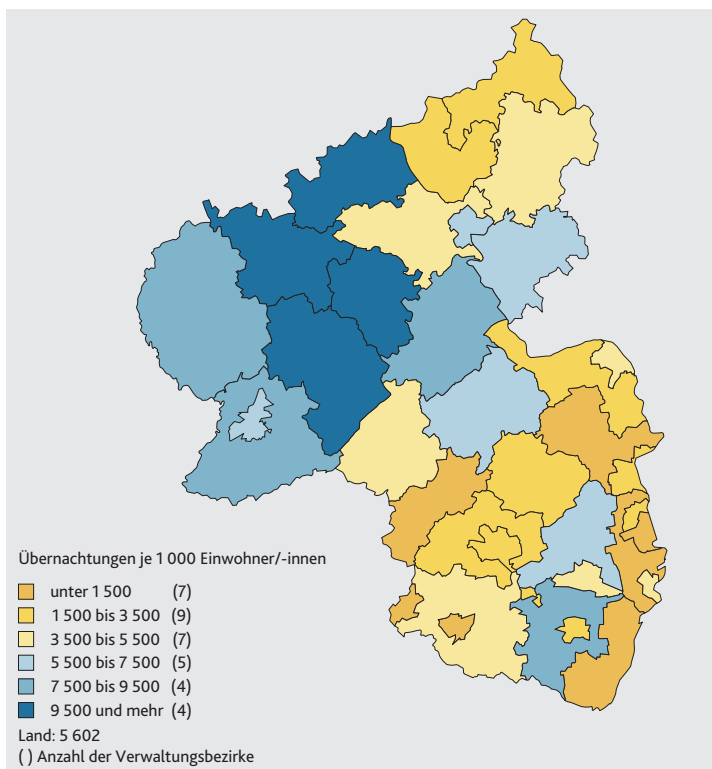 Übernachtungen je 1 000 Einwohner/-innen
unter 1 500 (7)
1 500 bis 3 500 (9)
3 500 bis 5 500 (7)
5 500 bis 7 500 (5)
7 500 bis 9 500 (4)
9 500 und mehr (4)
Land: 5 602
( ) Anzahl der Verwaltungsbezirke